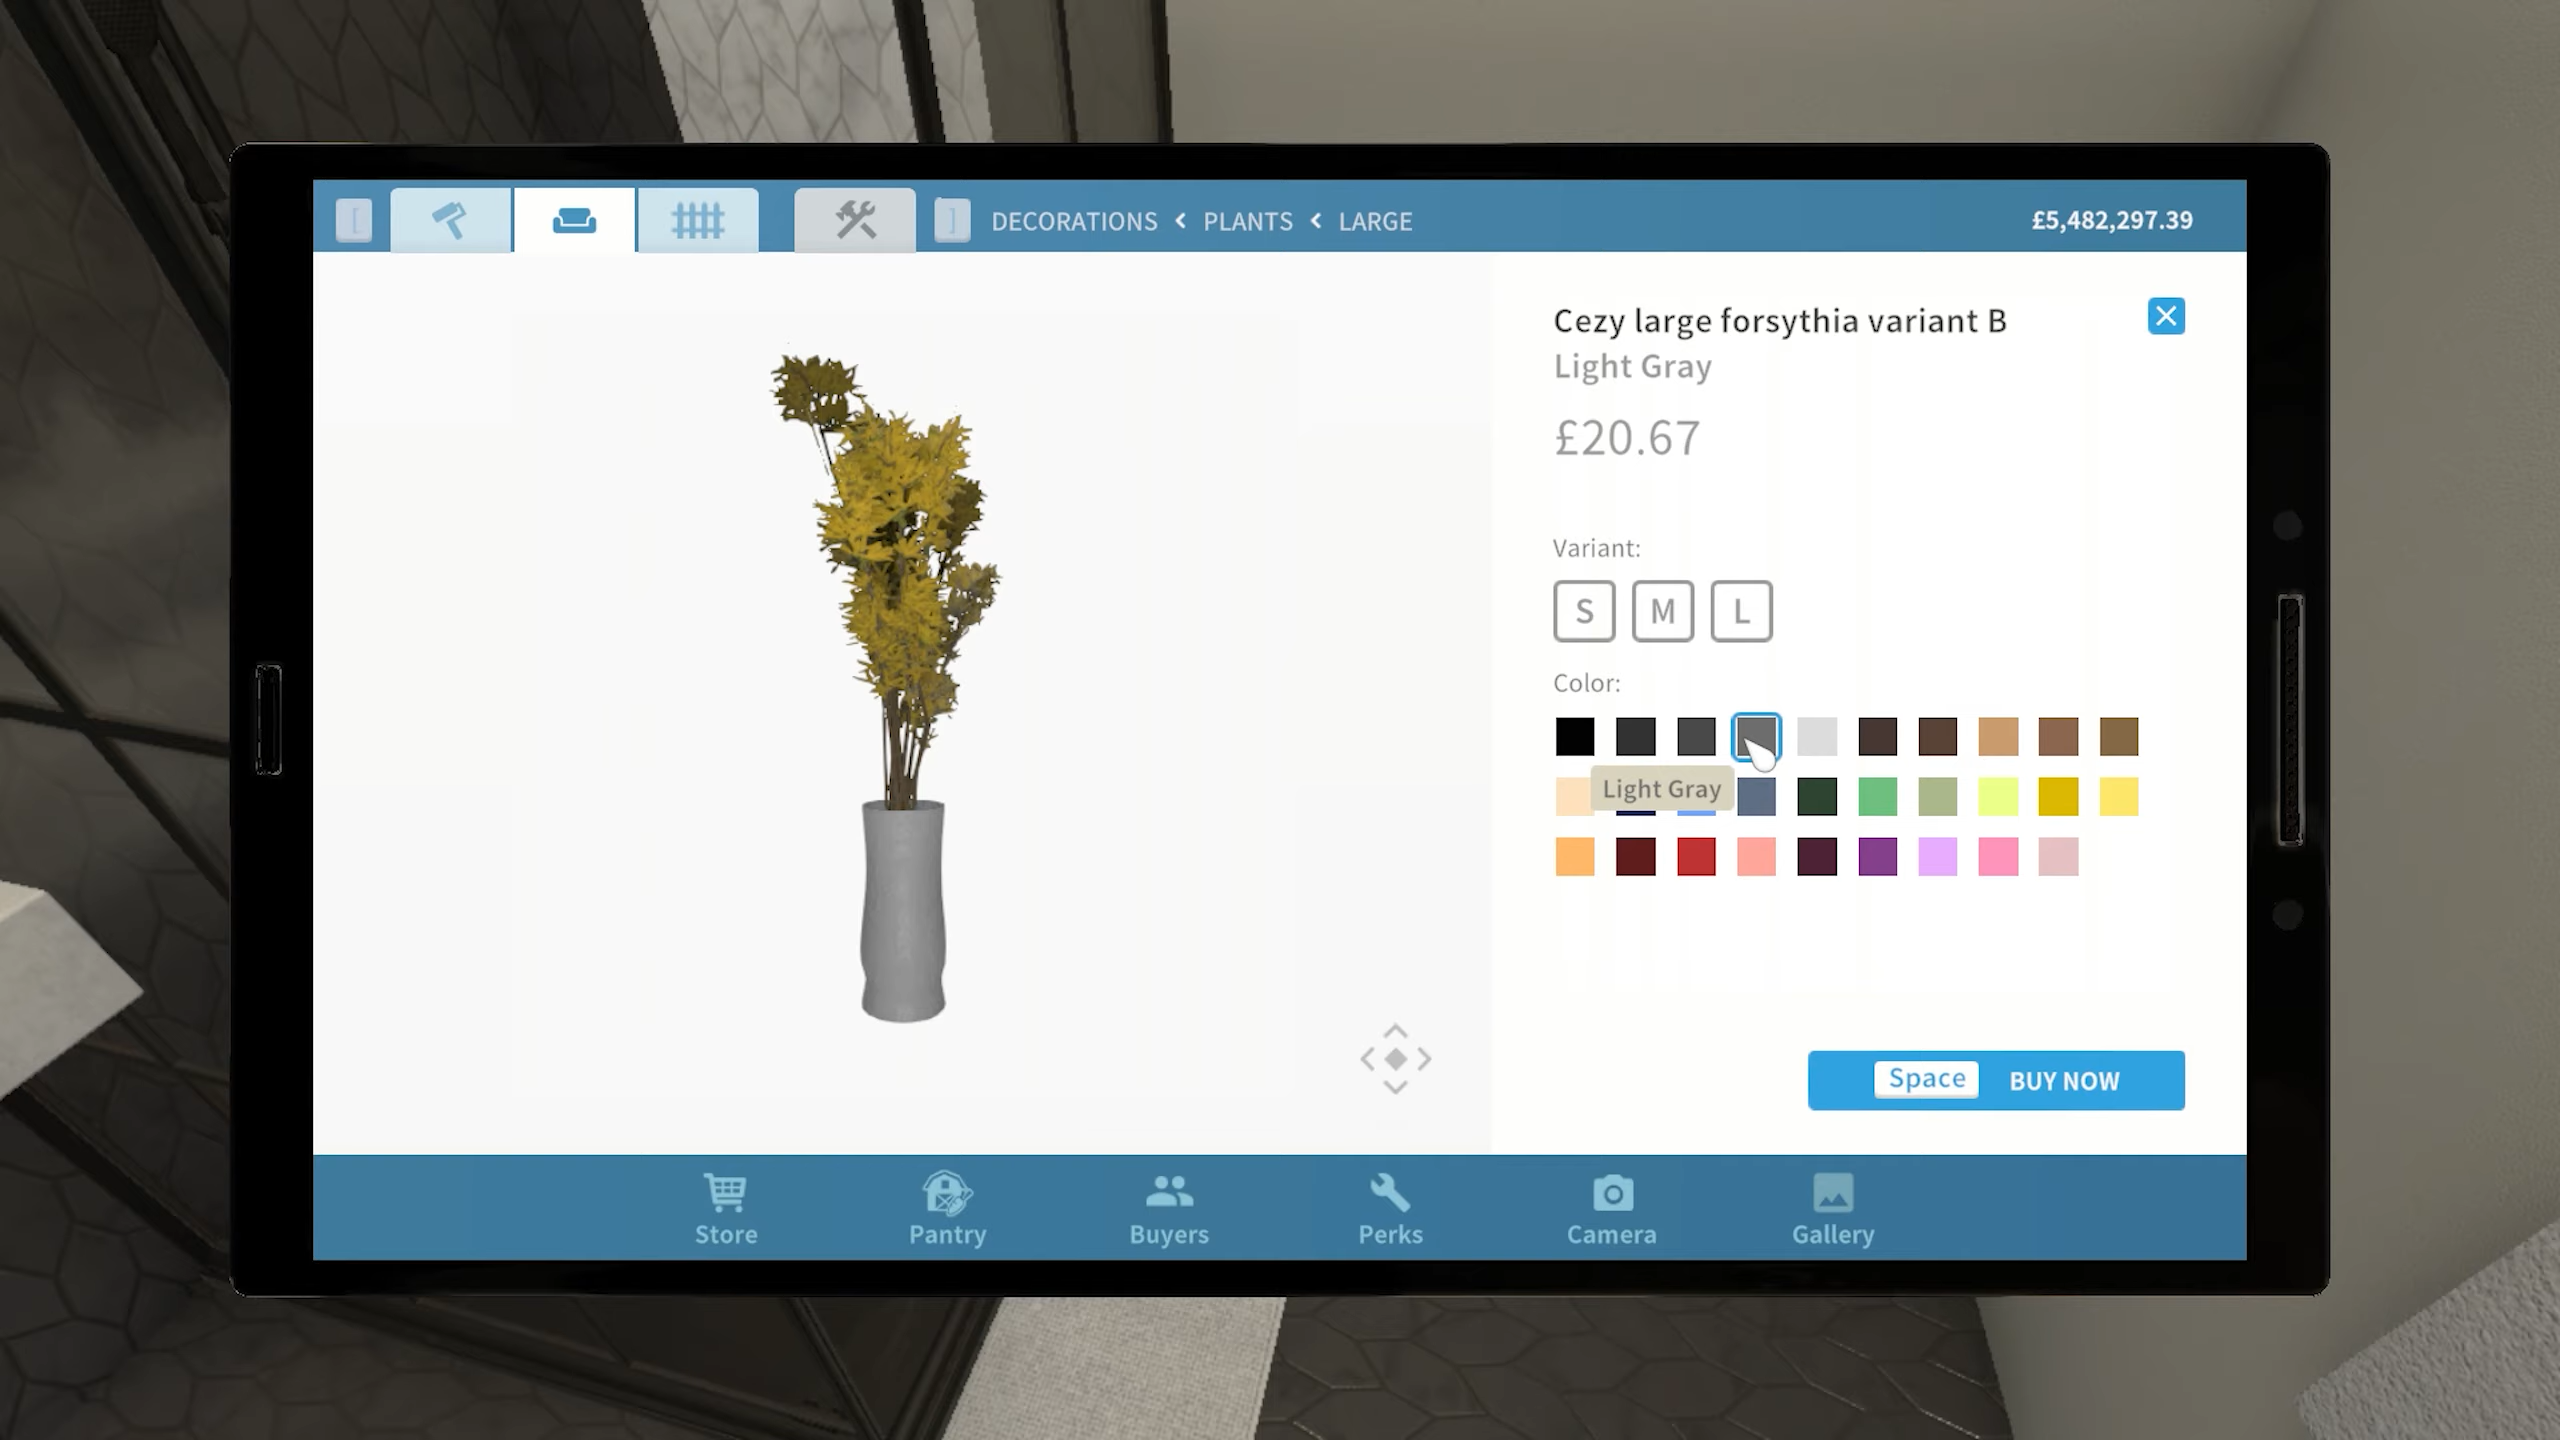 [
]
DECORATIONS < PLANTS < LARGE
£5,482,297.39
Cezy large forsythia variant B
Light Gray
£20.67
Variant:
S M L
Color:
Light Gray
Space BUY NOW
Store Pantry Buyers Perks Camera Gallery